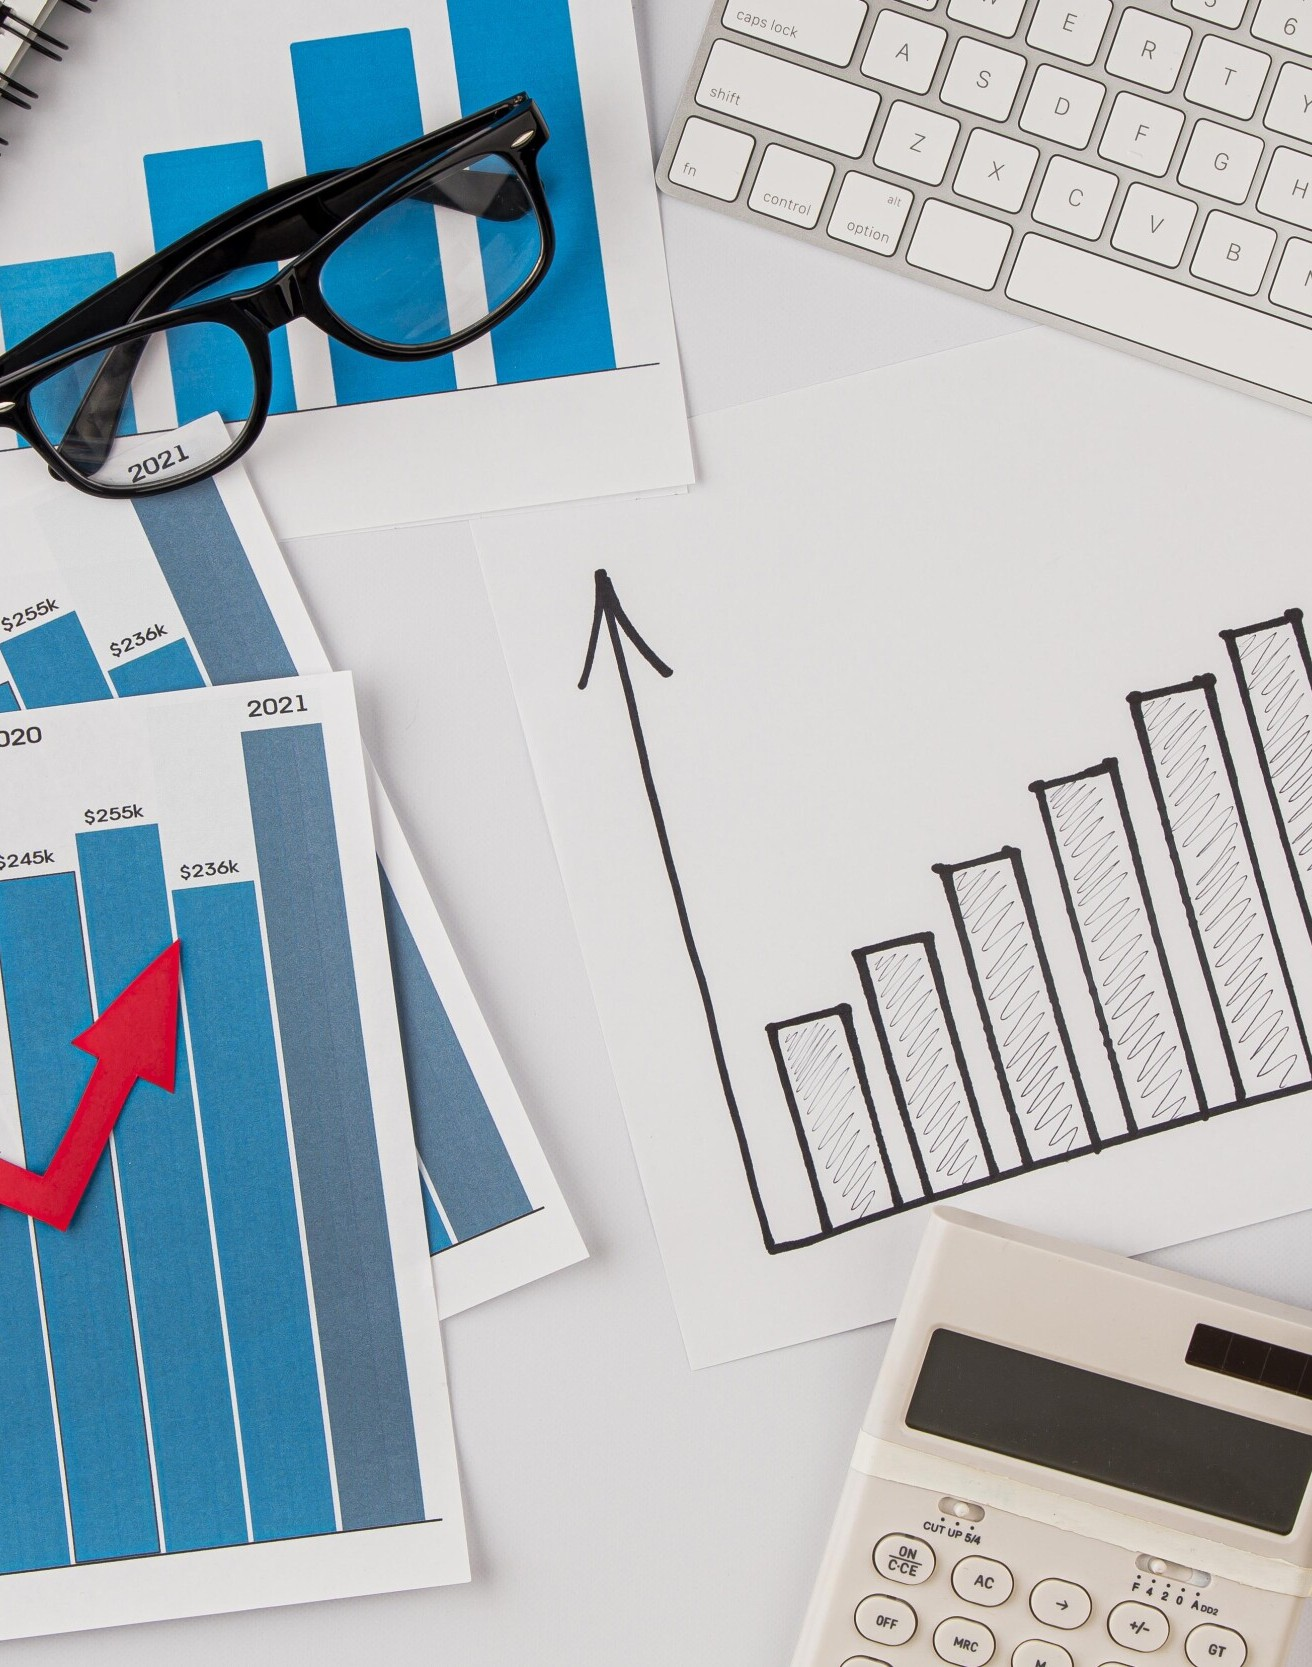 caps lock
W
E
R
T
Y
5
6
A
S
D
F
G
H
shift
Z
X
C
V
B
fn
control
alt
option
2021
$255k
$236k
2021
020
$255k
$245k
$236k
CUT UP 5/4
F 4 2 0 ADD2
ON
C·CE
AC
→
+/-
GT
OFF
MRC
M